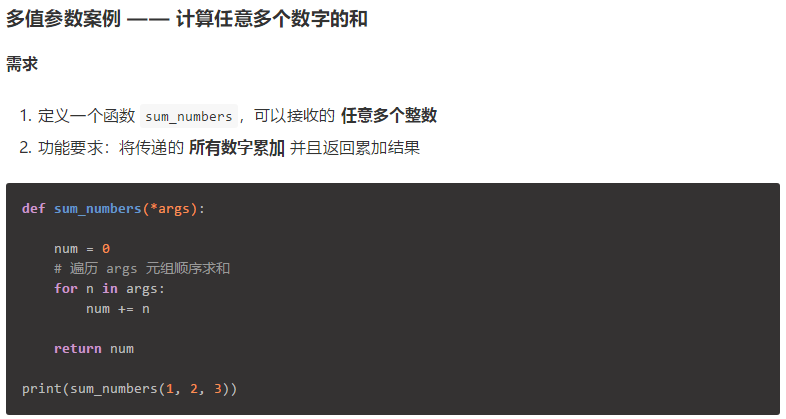 多值参数案例 —— 计算任意多个数字的和
需求
1. 定义一个函数 sum_numbers ，可以接收的 任意多个整数
2. 功能要求：将传递的 所有数字累加 并且返回累加结果
def sum_numbers(*args):
    num = 0
    # 遍历 args 元组顺序求和
    for n in args:
        num += n
    return num
print(sum_numbers(1, 2, 3))